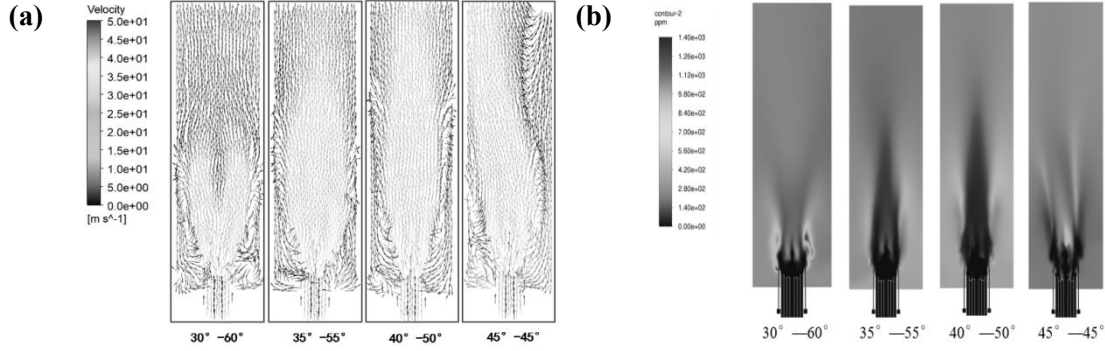 (a)
Velocity
5.0e+01
4.5e+01
4.0e+01
3.5e+01
3.0e+01
2.5e+01
2.0e+01
1.5e+01
1.0e+01
5.0e+00
0.0e+00
[m s^-1]
30° —60°
35° —55°
40° —50°
45° —45°
(b)
contour-2
ppm
1.40e+03
1.26e+03
1.12e+03
9.80e+02
8.40e+02
7.00e+02
5.60e+02
4.20e+02
2.80e+02
1.40e+02
0.00e+00
30° —60°
35° —55°
40° —50°
45° —45°